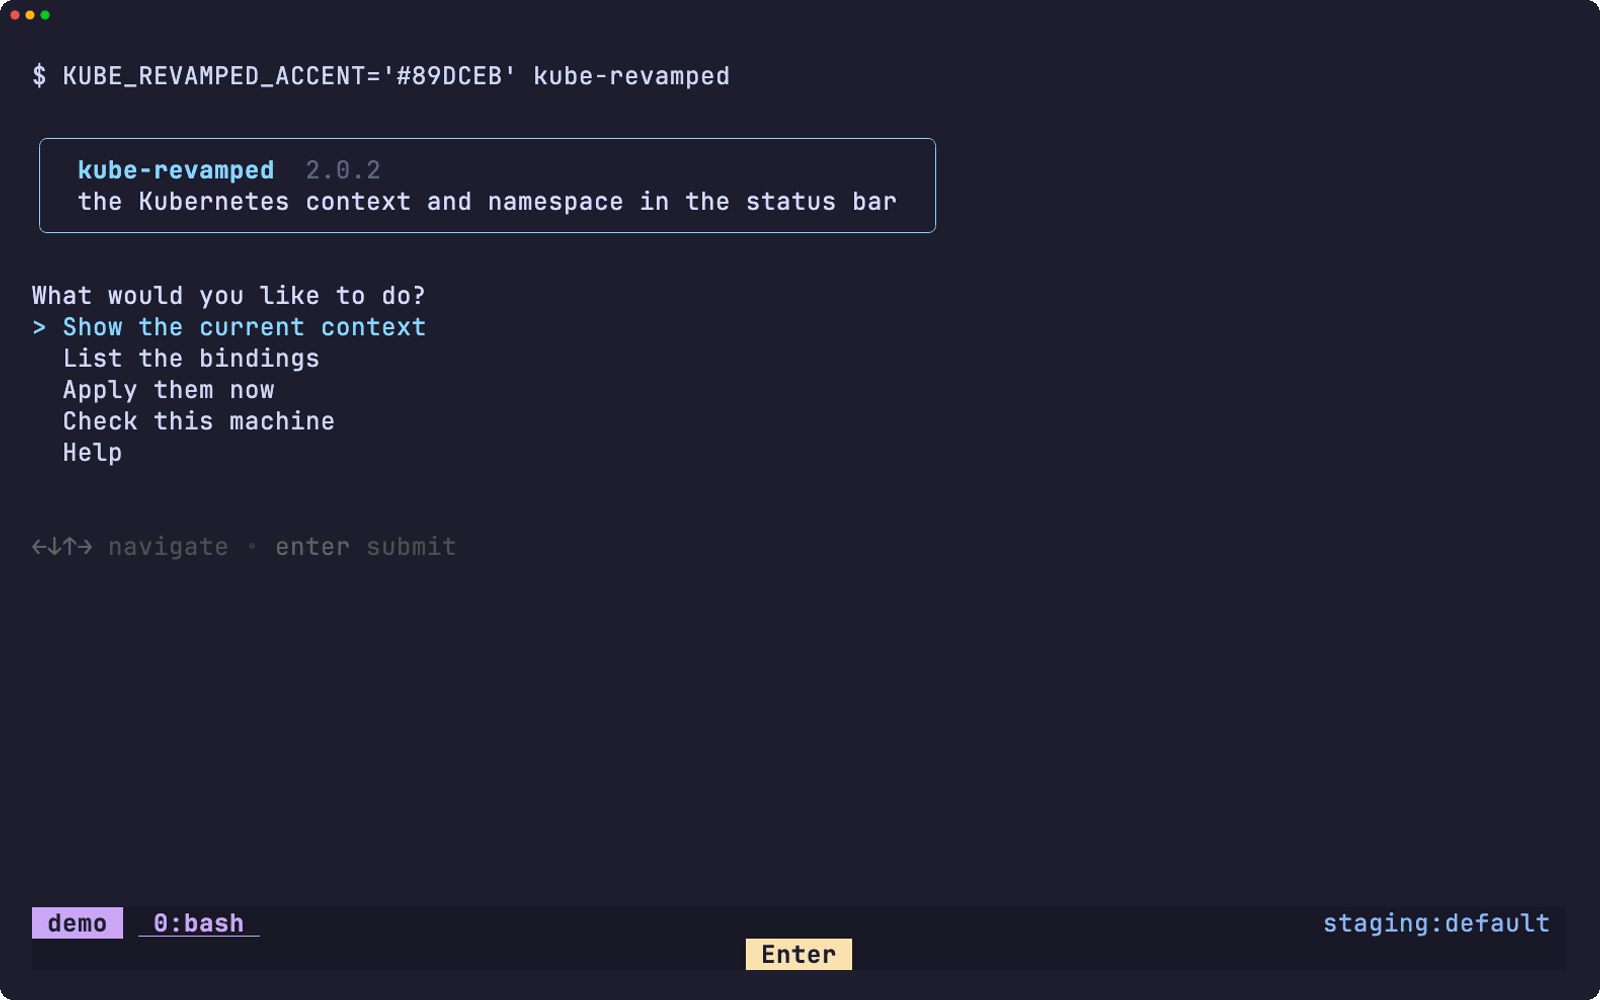 $ KUBE_REVAMPED_ACCENT='#89DCEB' kube-revamped
kube-revamped 2.0.2
the Kubernetes context and namespace in the status bar
What would you like to do?
> Show the current context
List the bindings
Apply them now
Check this machine
Help
←↓↑→ navigate • enter submit
demo 0:bash staging:default
Enter